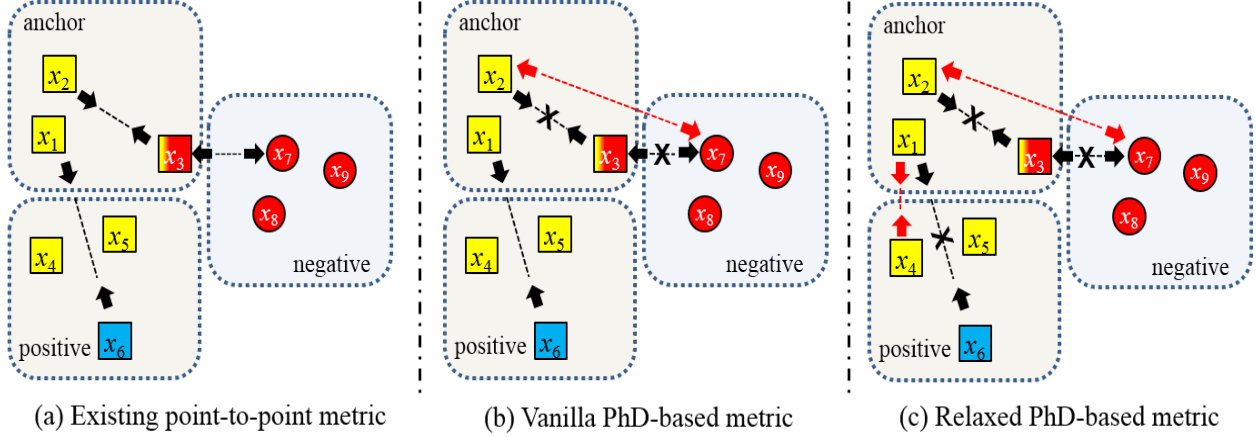 anchor
x2
x1
x3
x7
x9
x8
x5
x4
negative
positive
x6
(a) Existing point-to-point metric
anchor
x2
x1
X
x3
X
x7
x9
x8
x5
x4
negative
positive
x6
(b) Vanilla PhD-based metric
anchor
x2
X
x1
x3
X
x7
x9
x8
X
x5
x4
negative
positive
x6
(c) Relaxed PhD-based metric